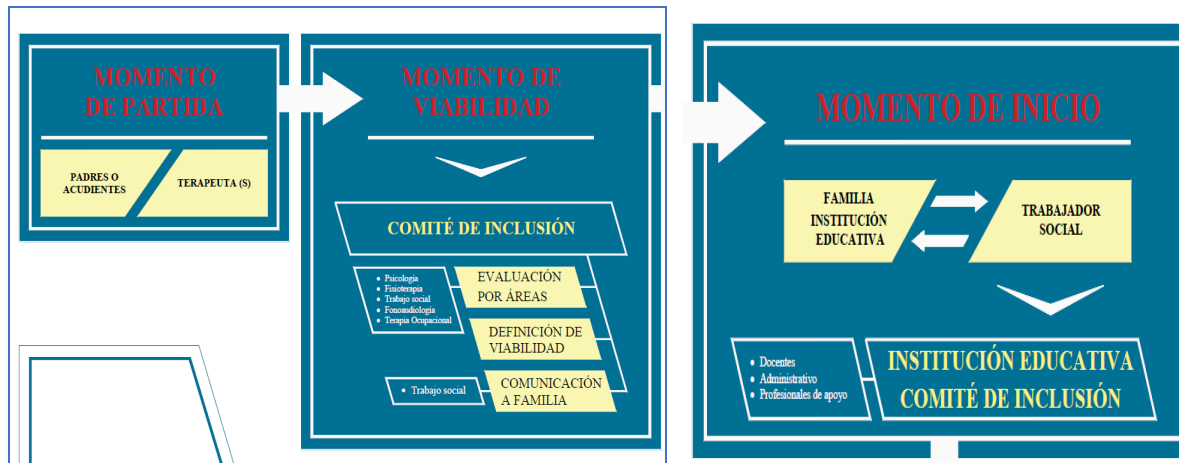 MOMENTO
DE PARTIDA
PADRES O
ACUDIENTES
TERAPEUTA (S)
MOMENTO DE
VIABILIDAD
COMITÉ DE INCLUSIÓN
• Psicología
• Fisioterapia
• Trabajo social
• Fonoaudiología
• Terapia Ocupacional
EVALUACIÓN
POR ÁREAS
DEFINICIÓN DE
VIABILIDAD
• Trabajo social
COMUNICACIÓN
A FAMILIA
MOMENTO DE INICIO
FAMILIA
INSTITUCIÓN
EDUCATIVA
TRABAJADOR
SOCIAL
• Docentes
• Administrativo
• Profesionales de apoyo
INSTITUCIÓN EDUCATIVA
COMITÉ DE INCLUSIÓN